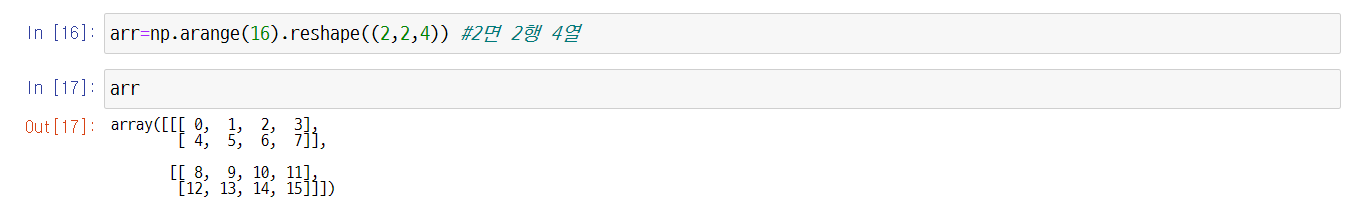 In [16]: arr=np.arange(16).reshape((2,2,4)) #2면 2행 4열
In [17]: arr
Out[17]: array([[[ 0,  1,  2,  3],
        [ 4,  5,  6,  7]],
       [[ 8,  9, 10, 11],
        [12, 13, 14, 15]]])